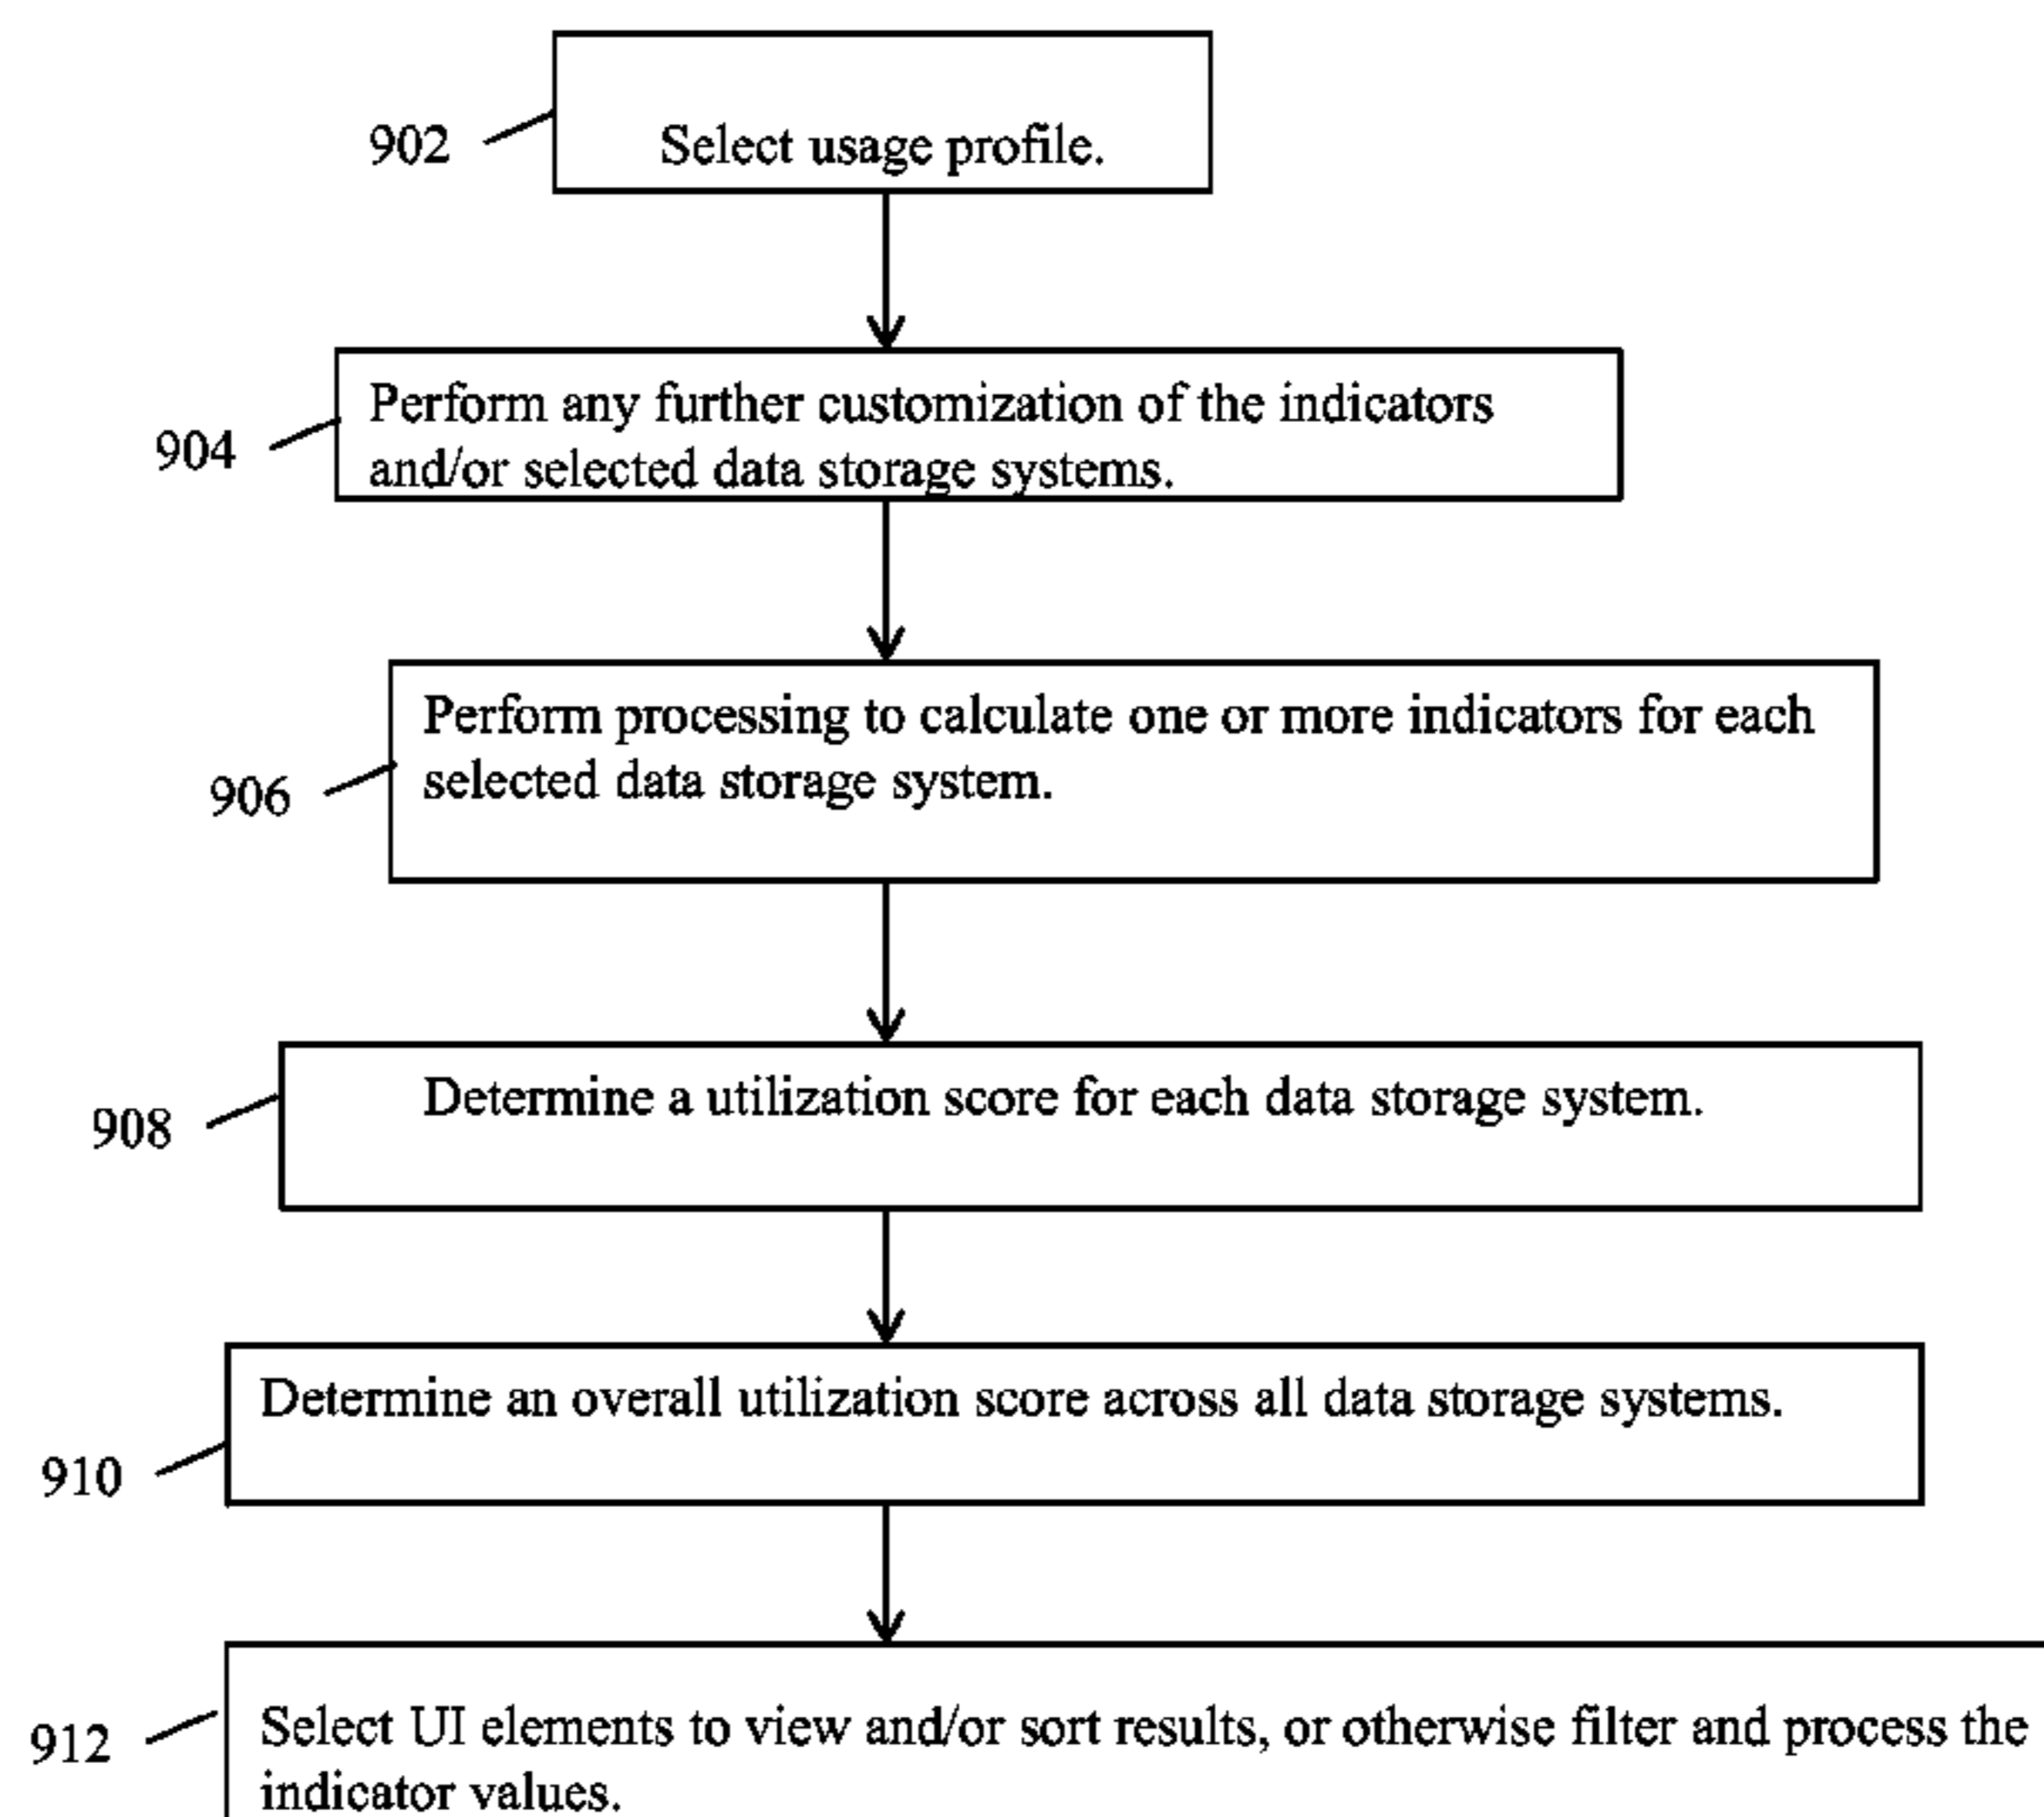 902
Select usage profile.
904
Perform any further customization of the indicators
and/or selected data storage systems.
906
Perform processing to calculate one or more indicators for each
selected data storage system.
908
Determine a utilization score for each data storage system.
910
Determine an overall utilization score across all data storage systems.
912
Select UI elements to view and/or sort results, or otherwise filter and process the
indicator values.